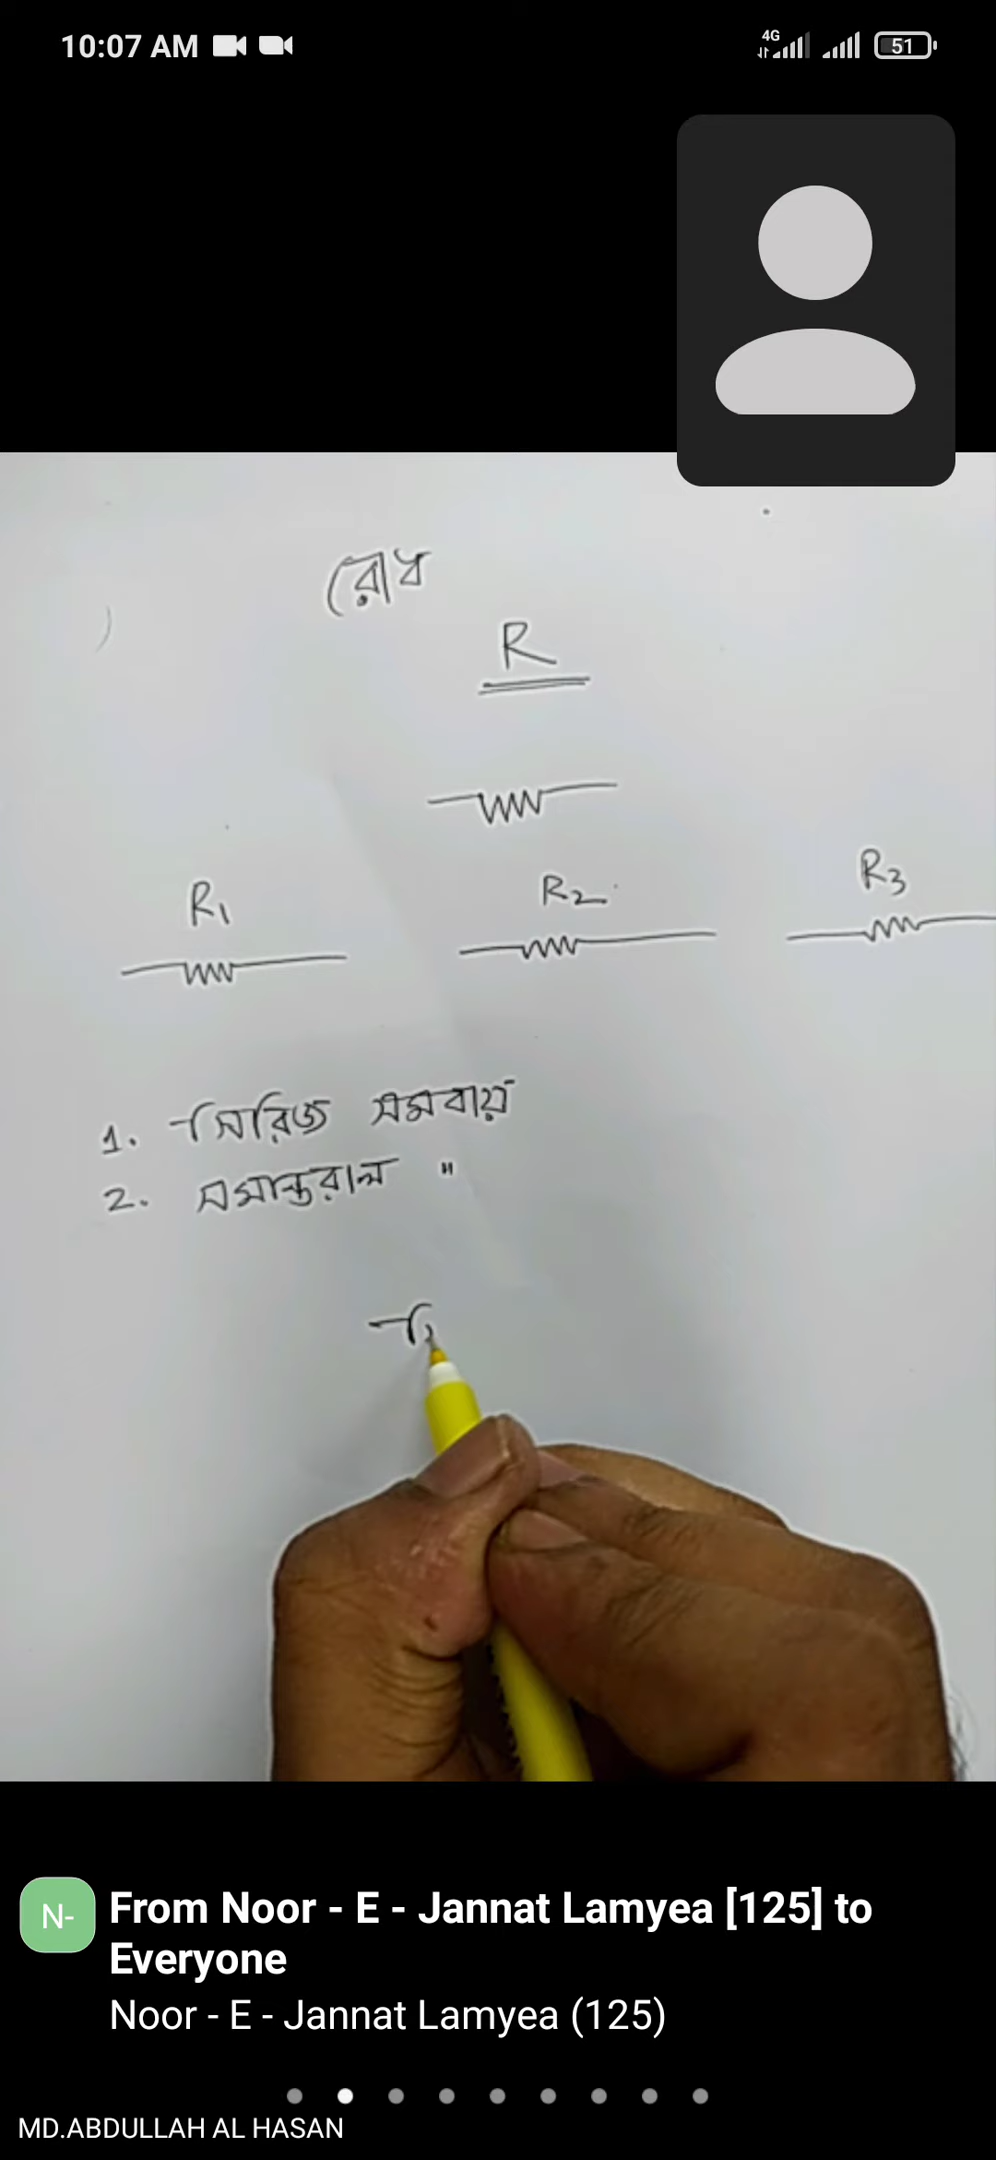 10:07 AM
4G
51
রোধ
R
R1 R2 R3
1. সিরিজ সমবায়
2. সমান্তরাল "
N-
From Noor - E - Jannat Lamyea [125] to
Everyone
Noor - E - Jannat Lamyea (125)
MD.ABDULLAH AL HASAN